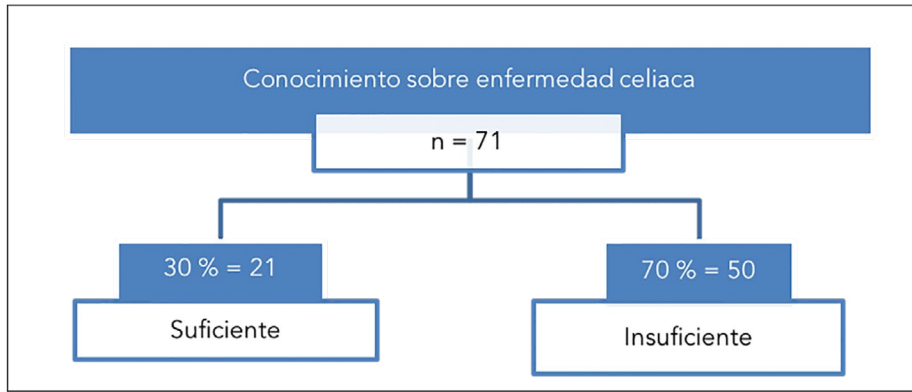 Conocimiento sobre enfermedad celiaca
n = 71
30 % = 21
70 % = 50
Suficiente
Insuficiente